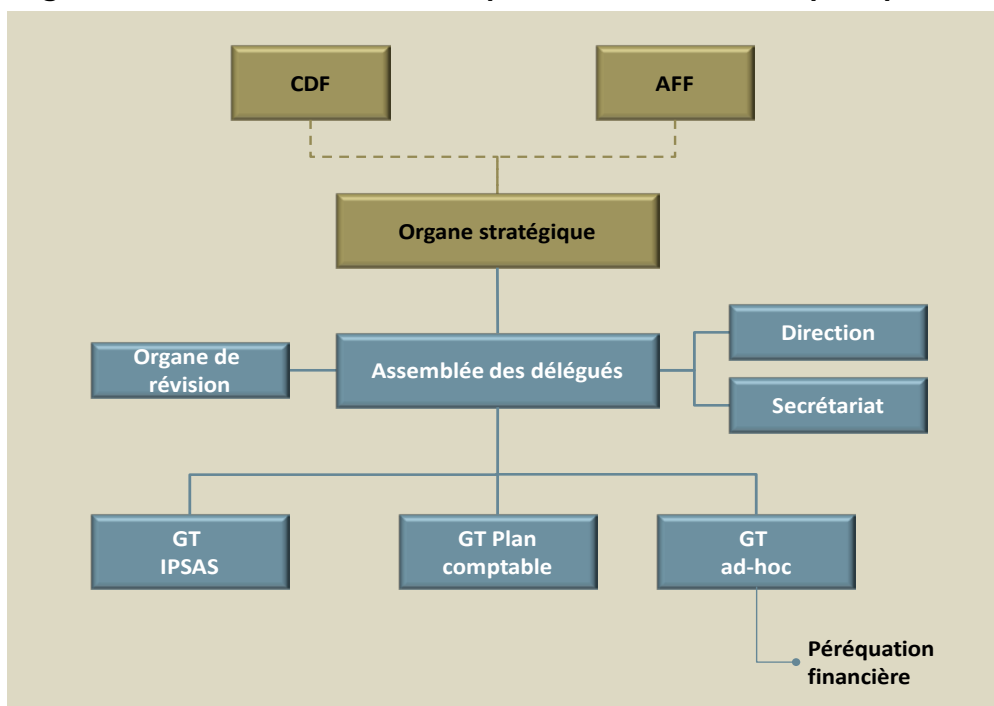 CDF
AFF
Organe stratégique
Organe de
révision
Assemblée des délégués
Direction
Secrétariat
GT
IPSAS
GT Plan
comptable
GT
ad-hoc
Péréquation
financière